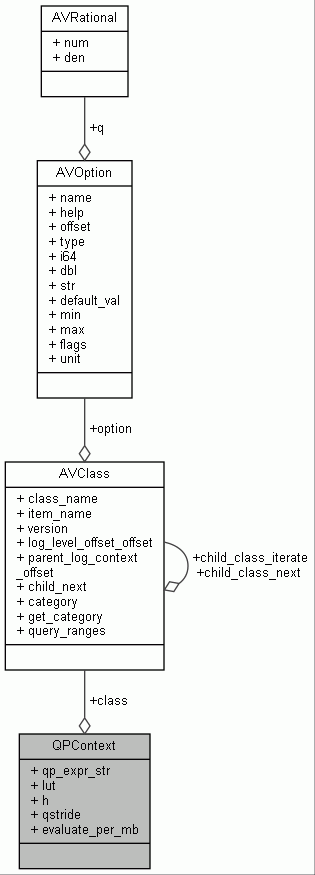 AVRational
+ num
+ den
+q
AVOption
+ name
+ help
+ offset
+ type
+ i64
+ dbl
+ str
+ default_val
+ min
+ max
+ flags
+ unit
+option
AVClass
+ class_name
+ item_name
+ version
+ log_level_offset_offset
+ parent_log_context
_offset
+ child_next
+ category
+ get_category
+ query_ranges
+child_class_iterate
+child_class_next
+class
QPContext
+ qp_expr_str
+ lut
+ h
+ qstride
+ evaluate_per_mb